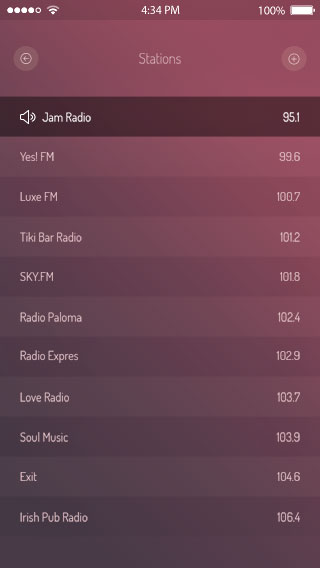 4:34 PM 100%
Stations
Jam Radio 95.1
Yes! FM 99.6
Luxe FM 100.7
Tiki Bar Radio 101.2
SKY.FM 101.8
Radio Paloma 102.4
Radio Expres 102.9
Love Radio 103.7
Soul Music 103.9
Exit 104.6
Irish Pub Radio 106.4